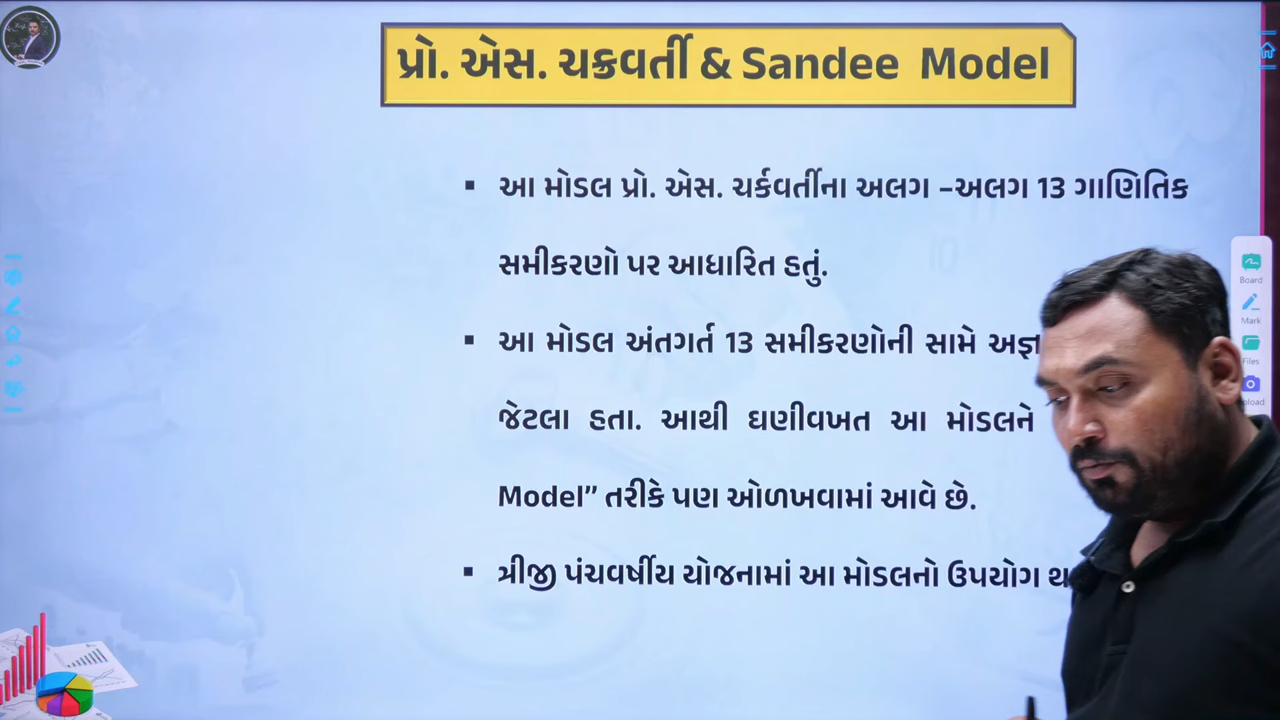 પ્રો. એસ. ચક્રવર્તી & Sandee Model
આ મોડલ પ્રો. એસ. ચર્કવર્તીના અલગ –અલગ 13 ગાણિતિક
સમીકરણો પર આધારિત હતું.
આ મોડલ અંતગર્ત 13 સમીકરણોની સામે
જેટલા હતા. આથી ઘણીવખત આ મોડલને
Model” તરીકે પણ ઓળખવામાં આવે છે.
ત્રીજી પંચવર્ષીય યોજનામાં આ મોડલનો ઉપયોગ
Board
Mark
Files